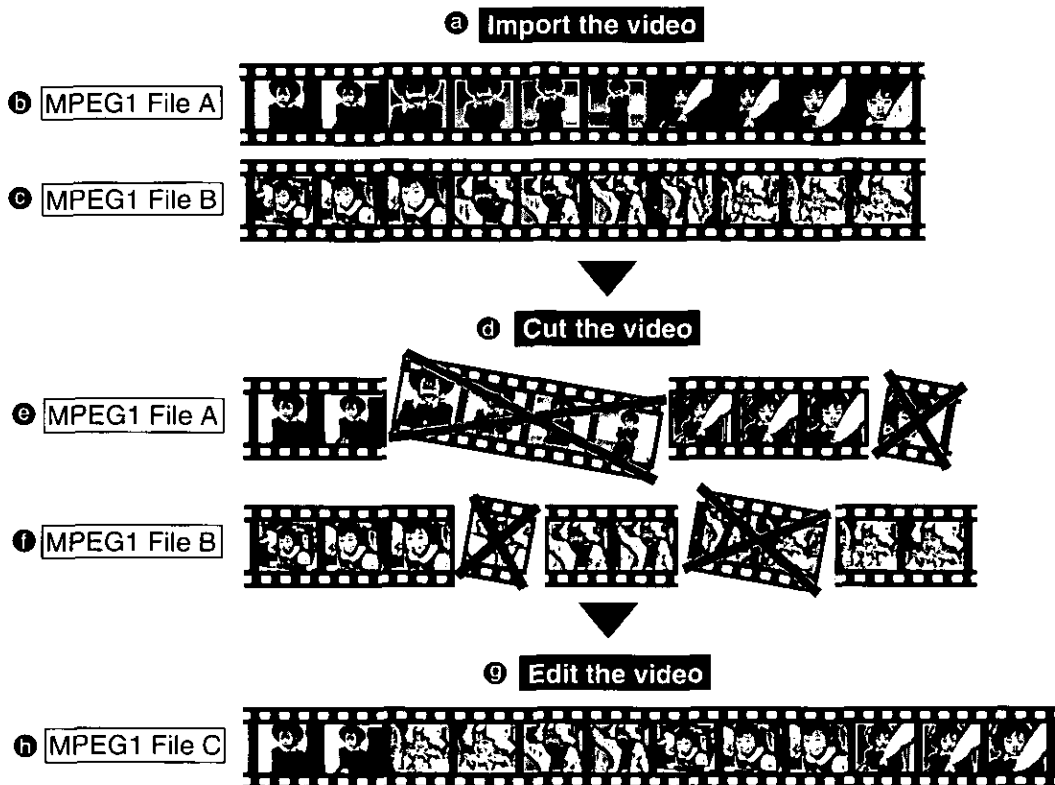 ⓐ Import the video
ⓑ MPEG1 File A
ⓒ MPEG1 File B
ⓓ Cut the video
ⓔ MPEG1 File A
ⓕ MPEG1 File B
ⓖ Edit the video
ⓗ MPEG1 File C